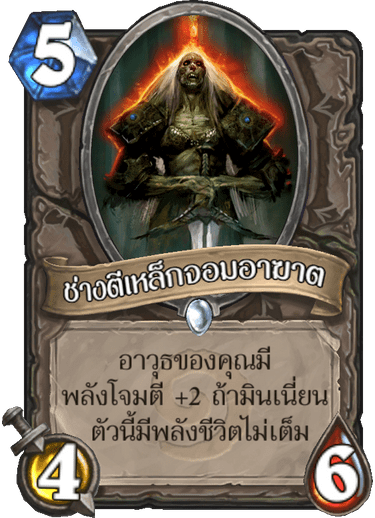 5
ช่างตีเหล็กจอมอาฆาต
อาวุธของคุณมี
พลังโจมตี +2 ถ้ามินเนี่ยน
ตัวนี้มีพลังชีวิตไม่เต็ม
4
6